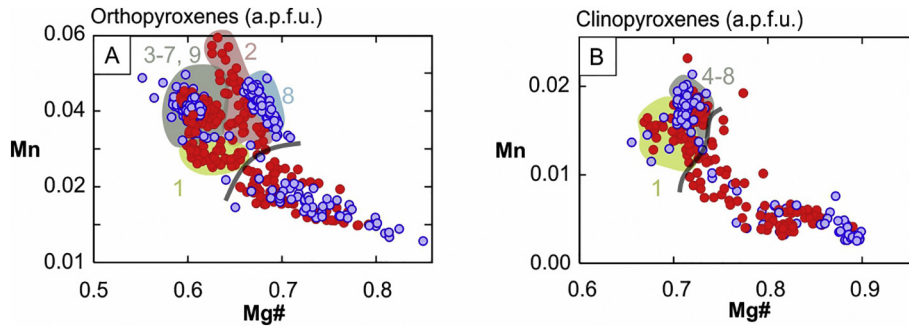 Orthopyroxenes (a.p.f.u.)
0.06
A
3-7, 9
2
8
0.04
Mn
1
0.02
0.01
0.5
0.6
0.7
0.8
Mg#
Clinopyroxenes (a.p.f.u.)
B
4-8
0.02
0.01
Mn
1
0.00
0.6
0.7
0.8
0.9
Mg#